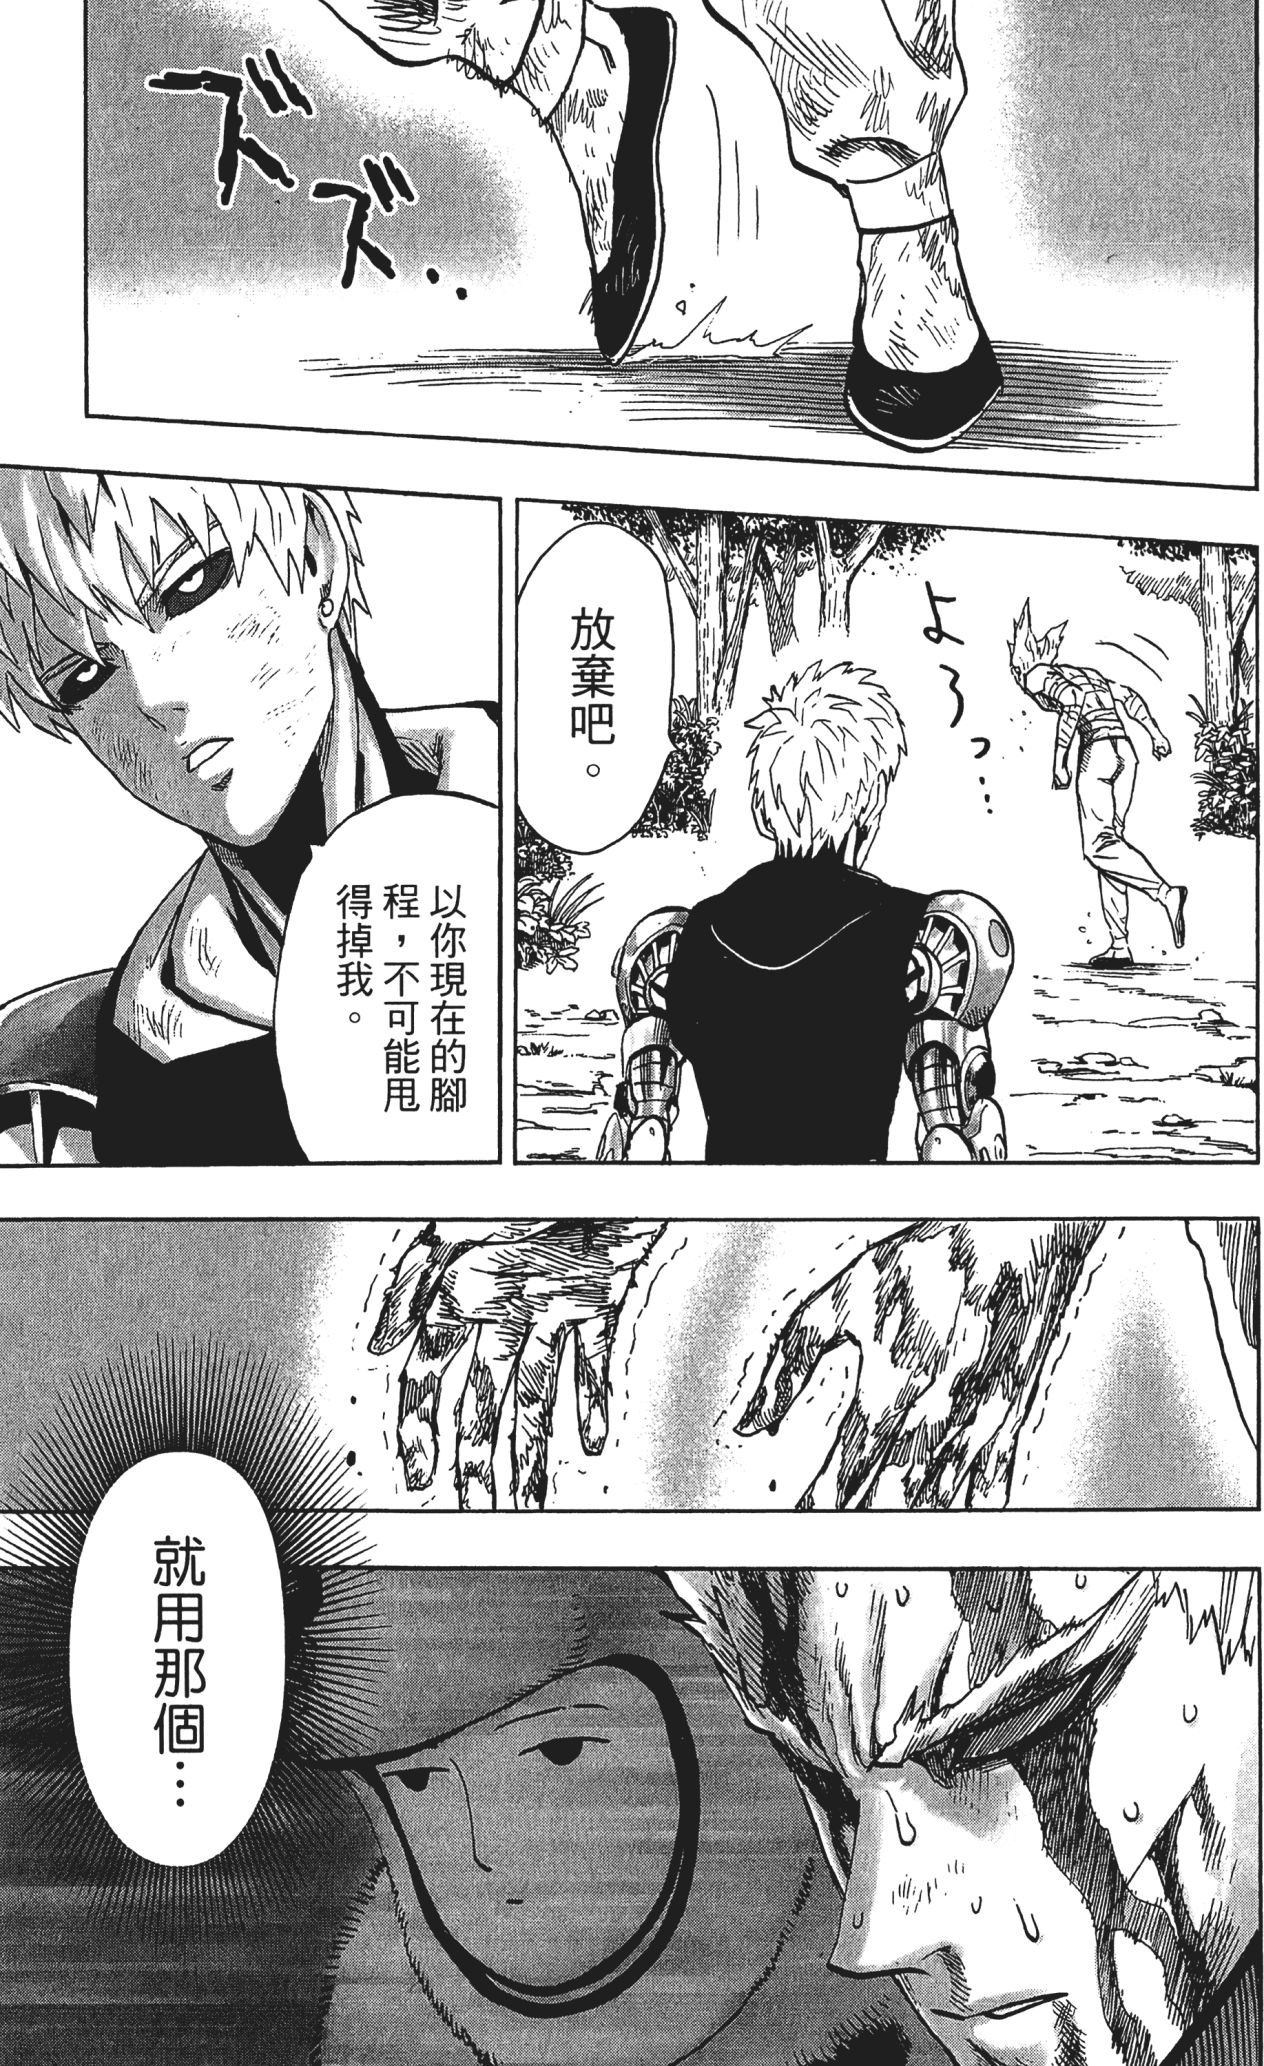 ズズ..
よろっ…
放棄吧。
以你現在的腳
程，不可能甩
得掉我。
就用那個…